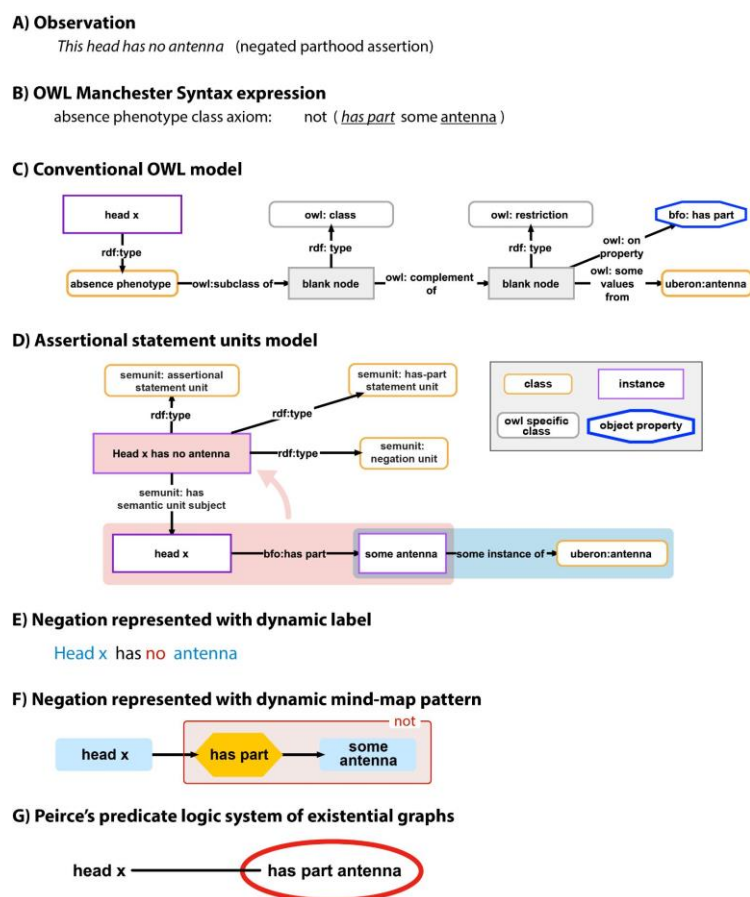 A) Observation
This head has no antenna (negated parthood assertion)
B) OWL Manchester Syntax expression
absence phenotype class axiom: not ( has part some antenna )
C) Conventional OWL model
head x
owl: class
owl: restriction
bfo: has part
rdf:type
rdf: type
rdf: type
owl: on
property
absence phenotype
owl:subclass of
blank node
owl: complement
of
blank node
owl: some
values
from
uberon:antenna
D) Assertional statement units model
semunit: assertional
statement unit
semunit: has-part
statement unit
class
instance
owl specific
class
object property
rdf:type
rdf:type
Head x has no antenna
rdf:type
semunit:
negation unit
semunit: has
semantic unit subject
head x
bfo:has part
some antenna
some instance of
uberon:antenna
E) Negation represented with dynamic label
Head x has no antenna
F) Negation represented with dynamic mind-map pattern
not
head x
has part
some
antenna
G) Peirce's predicate logic system of existential graphs
head x
has part antenna